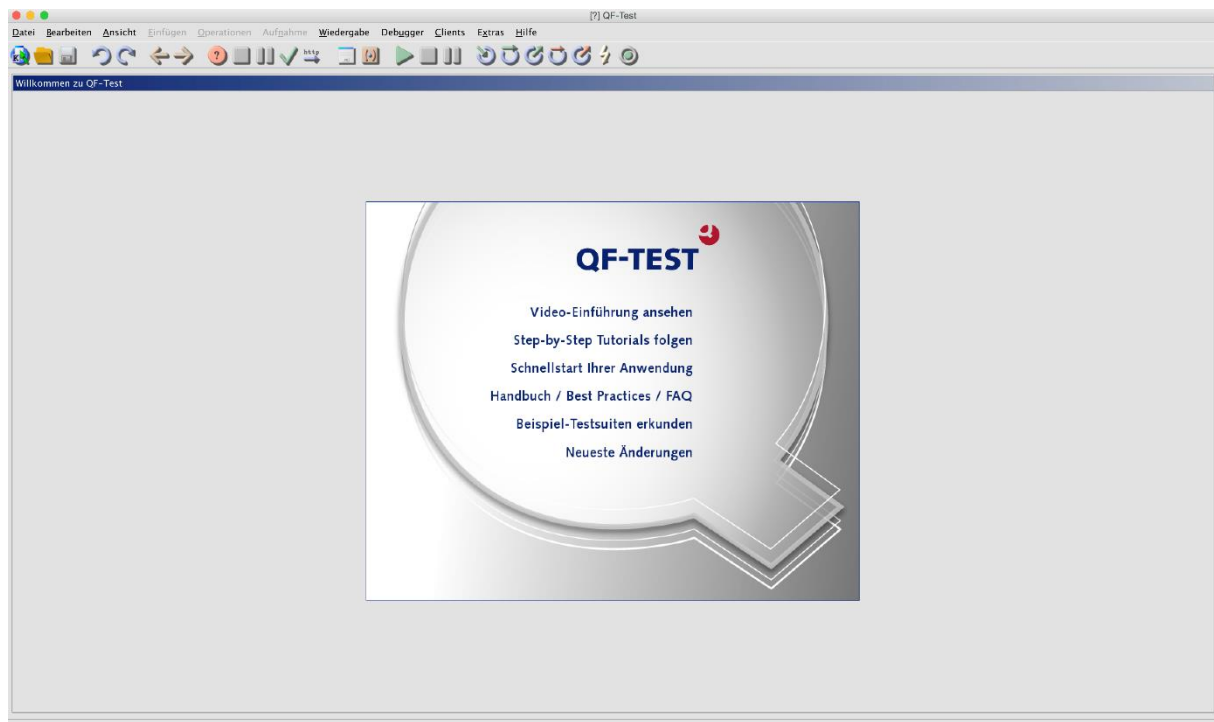 [?] QF-Test
Datei Bearbeiten Ansicht Einfügen Operationen Aufnahme Wiedergabe Debugger Clients Extras Hilfe
? http
Willkommen zu QF-Test
QF-TEST
Video-Einführung ansehen
Step-by-Step Tutorials folgen
Schnellstart Ihrer Anwendung
Handbuch / Best Practices / FAQ
Beispiel-Testsuiten erkunden
Neueste Änderungen